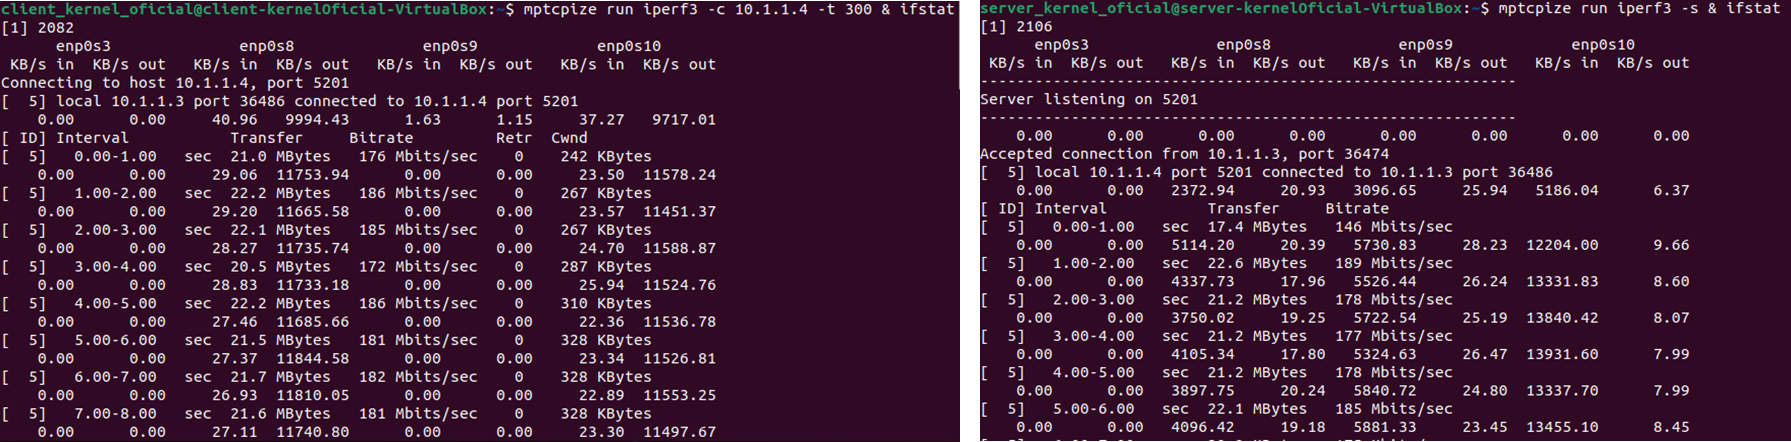 client_kernel_oficial@client-kernelOficial-VirtualBox:~$ mptcpize run iperf3 -c 10.1.1.4 -t 300 & ifstat
[1] 2082
enp0s3 enp0s8 enp0s9 enp0s10
KB/s in KB/s out KB/s in KB/s out KB/s in KB/s out KB/s in KB/s out
Connecting to host 10.1.1.4, port 5201
[ 5] local 10.1.1.3 port 36486 connected to 10.1.1.4 port 5201
0.00 0.00 40.96 9994.43 1.63 1.15 37.27 9717.01
[ ID] Interval Transfer Bitrate Retr Cwnd
[ 5] 0.00-1.00 sec 21.0 MBytes 176 Mbits/sec 0 242 KBytes
0.00 0.00 29.06 11753.94 0.00 0.00 23.50 11578.24
[ 5] 1.00-2.00 sec 22.2 MBytes 186 Mbits/sec 0 267 KBytes
0.00 0.00 29.20 11665.58 0.00 0.00 23.57 11451.37
[ 5] 2.00-3.00 sec 22.1 MBytes 185 Mbits/sec 0 267 KBytes
0.00 0.00 28.27 11735.74 0.00 0.00 24.70 11588.87
[ 5] 3.00-4.00 sec 20.5 MBytes 172 Mbits/sec 0 287 KBytes
0.00 0.00 28.83 11733.18 0.00 0.00 25.94 11524.76
[ 5] 4.00-5.00 sec 22.2 MBytes 186 Mbits/sec 0 310 KBytes
0.00 0.00 27.46 11685.66 0.00 0.00 22.36 11536.78
[ 5] 5.00-6.00 sec 21.5 MBytes 181 Mbits/sec 0 328 KBytes
0.00 0.00 27.37 11844.58 0.00 0.00 23.34 11526.81
[ 5] 6.00-7.00 sec 21.7 MBytes 182 Mbits/sec 0 328 KBytes
0.00 0.00 26.93 11810.05 0.00 0.00 22.89 11553.25
[ 5] 7.00-8.00 sec 21.6 MBytes 181 Mbits/sec 0 328 KBytes
0.00 0.00 27.11 11740.80 0.00 0.00 23.30 11497.67
server_kernel_oficial@server-kernelOficial-VirtualBox:~$ mptcpize run iperf3 -s & ifstat
[1] 2106
enp0s3 enp0s8 enp0s9 enp0s10
KB/s in KB/s out KB/s in KB/s out KB/s in KB/s out KB/s in KB/s out
-----------------------------------------------------------
Server listening on 5201
-----------------------------------------------------------
0.00 0.00 0.00 0.00 0.00 0.00 0.00 0.00
Accepted connection from 10.1.1.3, port 36474
[ 5] local 10.1.1.4 port 5201 connected to 10.1.1.3 port 36486
0.00 0.00 2372.94 20.93 3096.65 25.94 5186.04 6.37
[ ID] Interval Transfer Bitrate
[ 5] 0.00-1.00 sec 17.4 MBytes 146 Mbits/sec
0.00 0.00 5114.20 20.39 5730.83 28.23 12204.00 9.66
[ 5] 1.00-2.00 sec 22.6 MBytes 189 Mbits/sec
0.00 0.00 4337.73 17.96 5526.44 26.24 13331.83 8.60
[ 5] 2.00-3.00 sec 21.2 MBytes 178 Mbits/sec
0.00 0.00 3750.02 19.25 5722.54 25.19 13840.42 8.07
[ 5] 3.00-4.00 sec 21.2 MBytes 177 Mbits/sec
0.00 0.00 4105.34 17.80 5324.63 26.47 13931.60 7.99
[ 5] 4.00-5.00 sec 21.2 MBytes 178 Mbits/sec
0.00 0.00 3897.75 20.24 5840.72 24.80 13337.70 7.99
[ 5] 5.00-6.00 sec 22.1 MBytes 185 Mbits/sec
0.00 0.00 4096.42 19.18 5881.33 23.45 13455.10 8.45